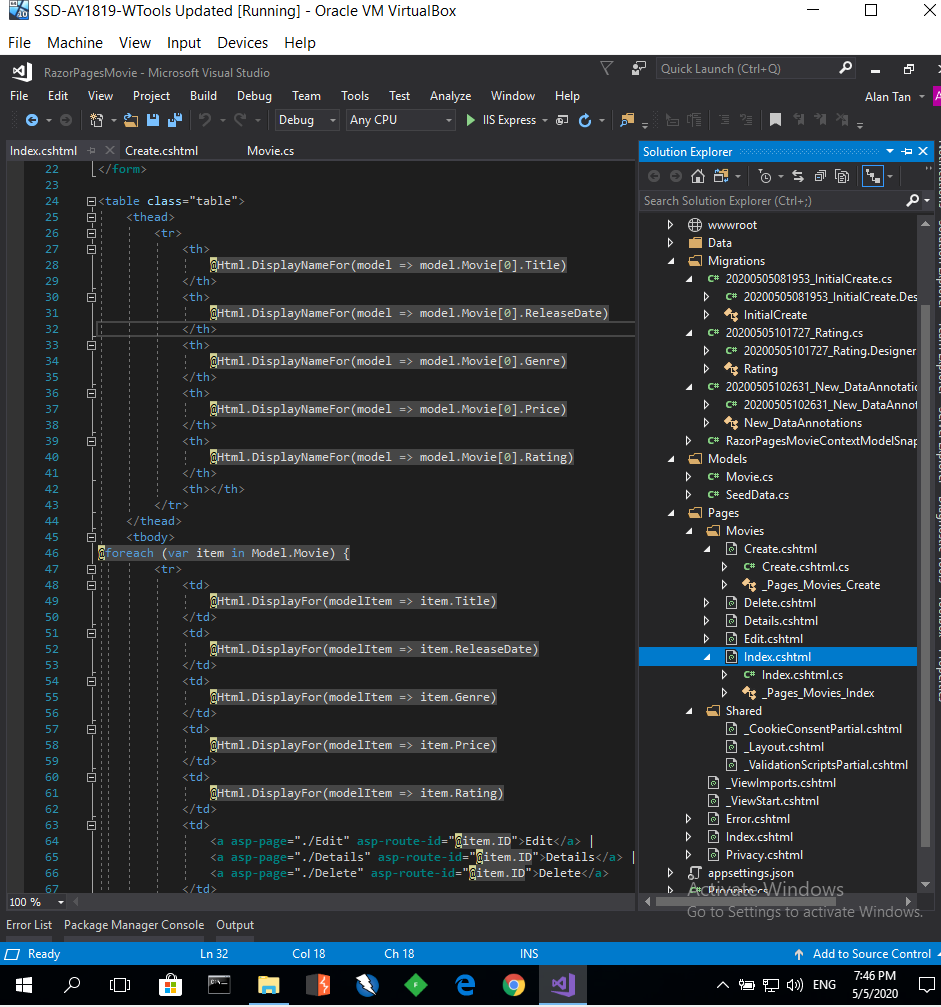 SSD-AY1819-WTools Updated [Running] - Oracle VM VirtualBox
File Machine View Input Devices Help
RazorPagesMovie - Microsoft Visual Studio
Quick Launch (Ctrl+Q)
File Edit View Project Build Debug Team Tools Test Analyze Window Help
Alan Tan
Debug Any CPU IIS Express
Index.cshtml Create.cshtml Movie.cs
22 </form>
23
24 <table class="table">
25 <thead>
26 <tr>
27 <th>
28 @Html.DisplayNameFor(model => model.Movie[0].Title)
29 </th>
30 <th>
31 @Html.DisplayNameFor(model => model.Movie[0].ReleaseDate)
32 </th>
33 <th>
34 @Html.DisplayNameFor(model => model.Movie[0].Genre)
35 </th>
36 <th>
37 @Html.DisplayNameFor(model => model.Movie[0].Price)
38 </th>
39 <th>
40 @Html.DisplayNameFor(model => model.Movie[0].Rating)
41 </th>
42 <th></th>
43 </tr>
44 </thead>
45 <tbody>
46 @foreach (var item in Model.Movie) {
47 <tr>
48 <td>
49 @Html.DisplayFor(modelItem => item.Title)
50 </td>
51 <td>
52 @Html.DisplayFor(modelItem => item.ReleaseDate)
53 </td>
54 <td>
55 @Html.DisplayFor(modelItem => item.Genre)
56 </td>
57 <td>
58 @Html.DisplayFor(modelItem => item.Price)
59 </td>
60 <td>
61 @Html.DisplayFor(modelItem => item.Rating)
62 </td>
63 <td>
64 <a asp-page="./Edit" asp-route-id="@item.ID">Edit</a> |
65 <a asp-page="./Details" asp-route-id="@item.ID">Details</a> |
66 <a asp-page="./Delete" asp-route-id="@item.ID">Delete</a>
67 </td>
100 %
Solution Explorer
Search Solution Explorer (Ctrl+;)
wwwroot
Data
Migrations
C# 20200505081953_InitialCreate.cs
C# 20200505081953_InitialCreate.Des
InitialCreate
C# 20200505101727_Rating.cs
C# 20200505101727_Rating.Designer
Rating
C# 20200505102631_New_DataAnnotatic
C# 20200505102631_New_DataAnnot
New_DataAnnotations
C# RazorPagesMovieContextModelSnap
Models
C# Movie.cs
C# SeedData.cs
Pages
Movies
Create.cshtml
C# Create.cshtml.cs
_Pages_Movies_Create
Delete.cshtml
Details.cshtml
Edit.cshtml
Index.cshtml
C# Index.cshtml.cs
_Pages_Movies_Index
Shared
_CookieConsentPartial.cshtml
_Layout.cshtml
_ValidationScriptsPartial.cshtml
_ViewImports.cshtml
_ViewStart.cshtml
Error.cshtml
Index.cshtml
Privacy.cshtml
appsettings.json
C# Program.cs
Activate Windows
Go to Settings to activate Windows.
Error List Package Manager Console Output
Ready Ln 32 Col 18 Ch 18 INS Add to Source Control
ENG
7:46 PM
5/5/2020